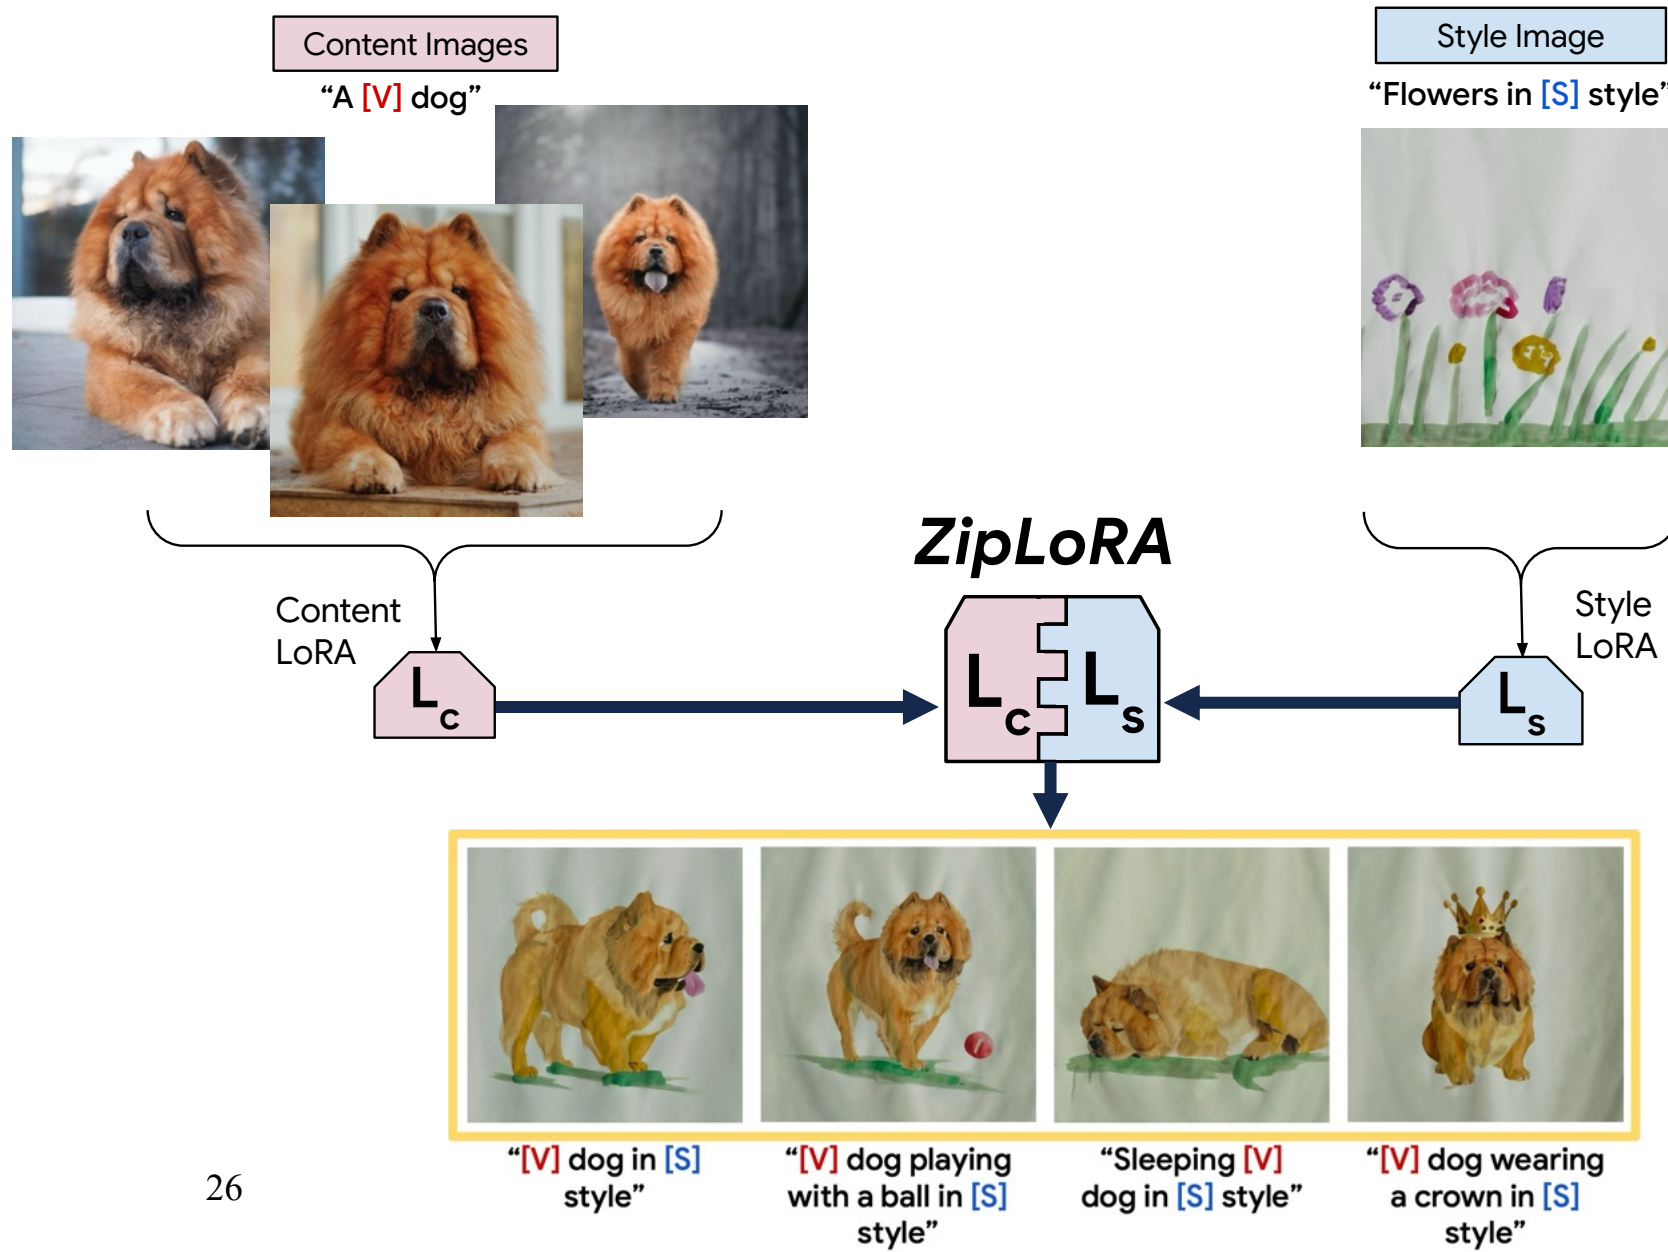 Content Images
“A [V] dog”
Style Image
“Flowers in [S] style”
ZipLoRA
Content
LoRA
Style
LoRA
Lc
Lc
Ls
Ls
“[V] dog in [S]
style”
“[V] dog playing
with a ball in [S]
style”
“Sleeping [V]
dog in [S] style”
“[V] dog wearing
a crown in [S]
style”
26